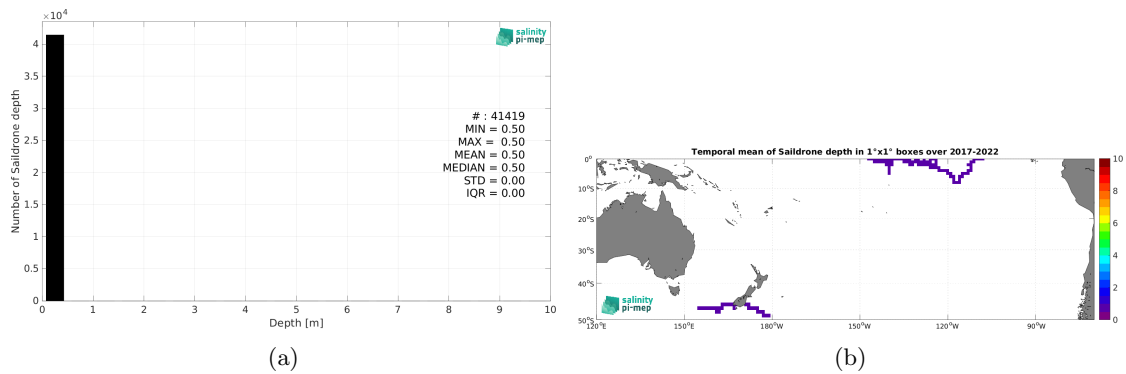 ×10⁴
4
3.5
3
2.5
2
1.5
1
0.5
0
Number of Saildrone depth
salinity
pi-mep
# : 41419
MIN = 0.50
MAX = 0.50
MEAN = 0.50
MEDIAN = 0.50
STD = 0.00
IQR = 0.00
0 1 2 3 4 5 6 7 8 9 10
Depth [m]
(a)
Temporal mean of Saildrone depth in 1°x1° boxes over 2017-2022
0°
10°S
20°S
30°S
40°S
50°S
salinity
pi-mep
120°E 150°E 180°W 150°W 120°W 90°W
10
8
6
4
2
0
(b)